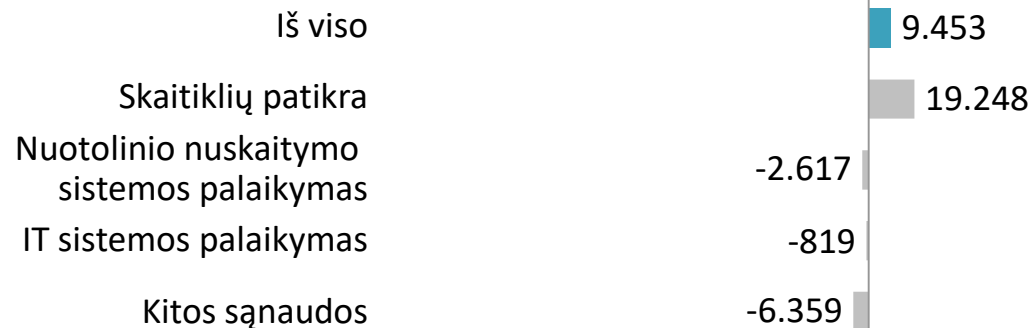 Iš viso 9.453
Skaitiklių patikra 19.248
Nuotolinio nuskaitymo
sistemos palaikymas -2.617
IT sistemos palaikymas -819
Kitos sąnaudos -6.359